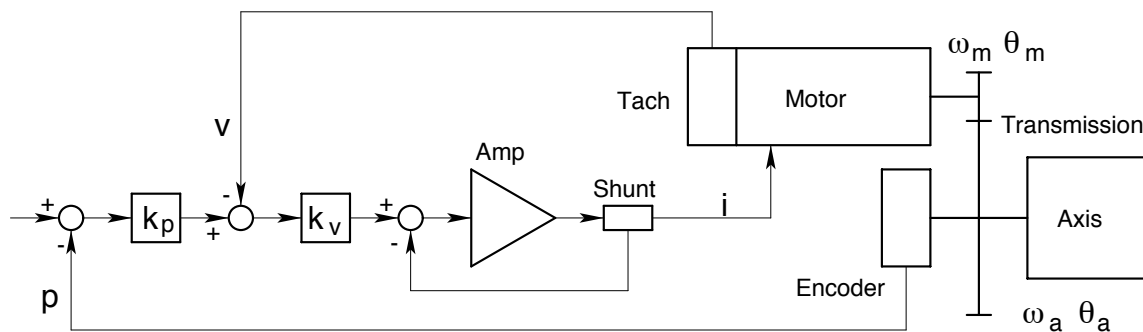 ω_m θ_m
Tach
Motor
Transmission
v
Amp
Shunt
+
k_p
-
+
k_v
+
-
i
Axis
-
p
Encoder
ω_a θ_a